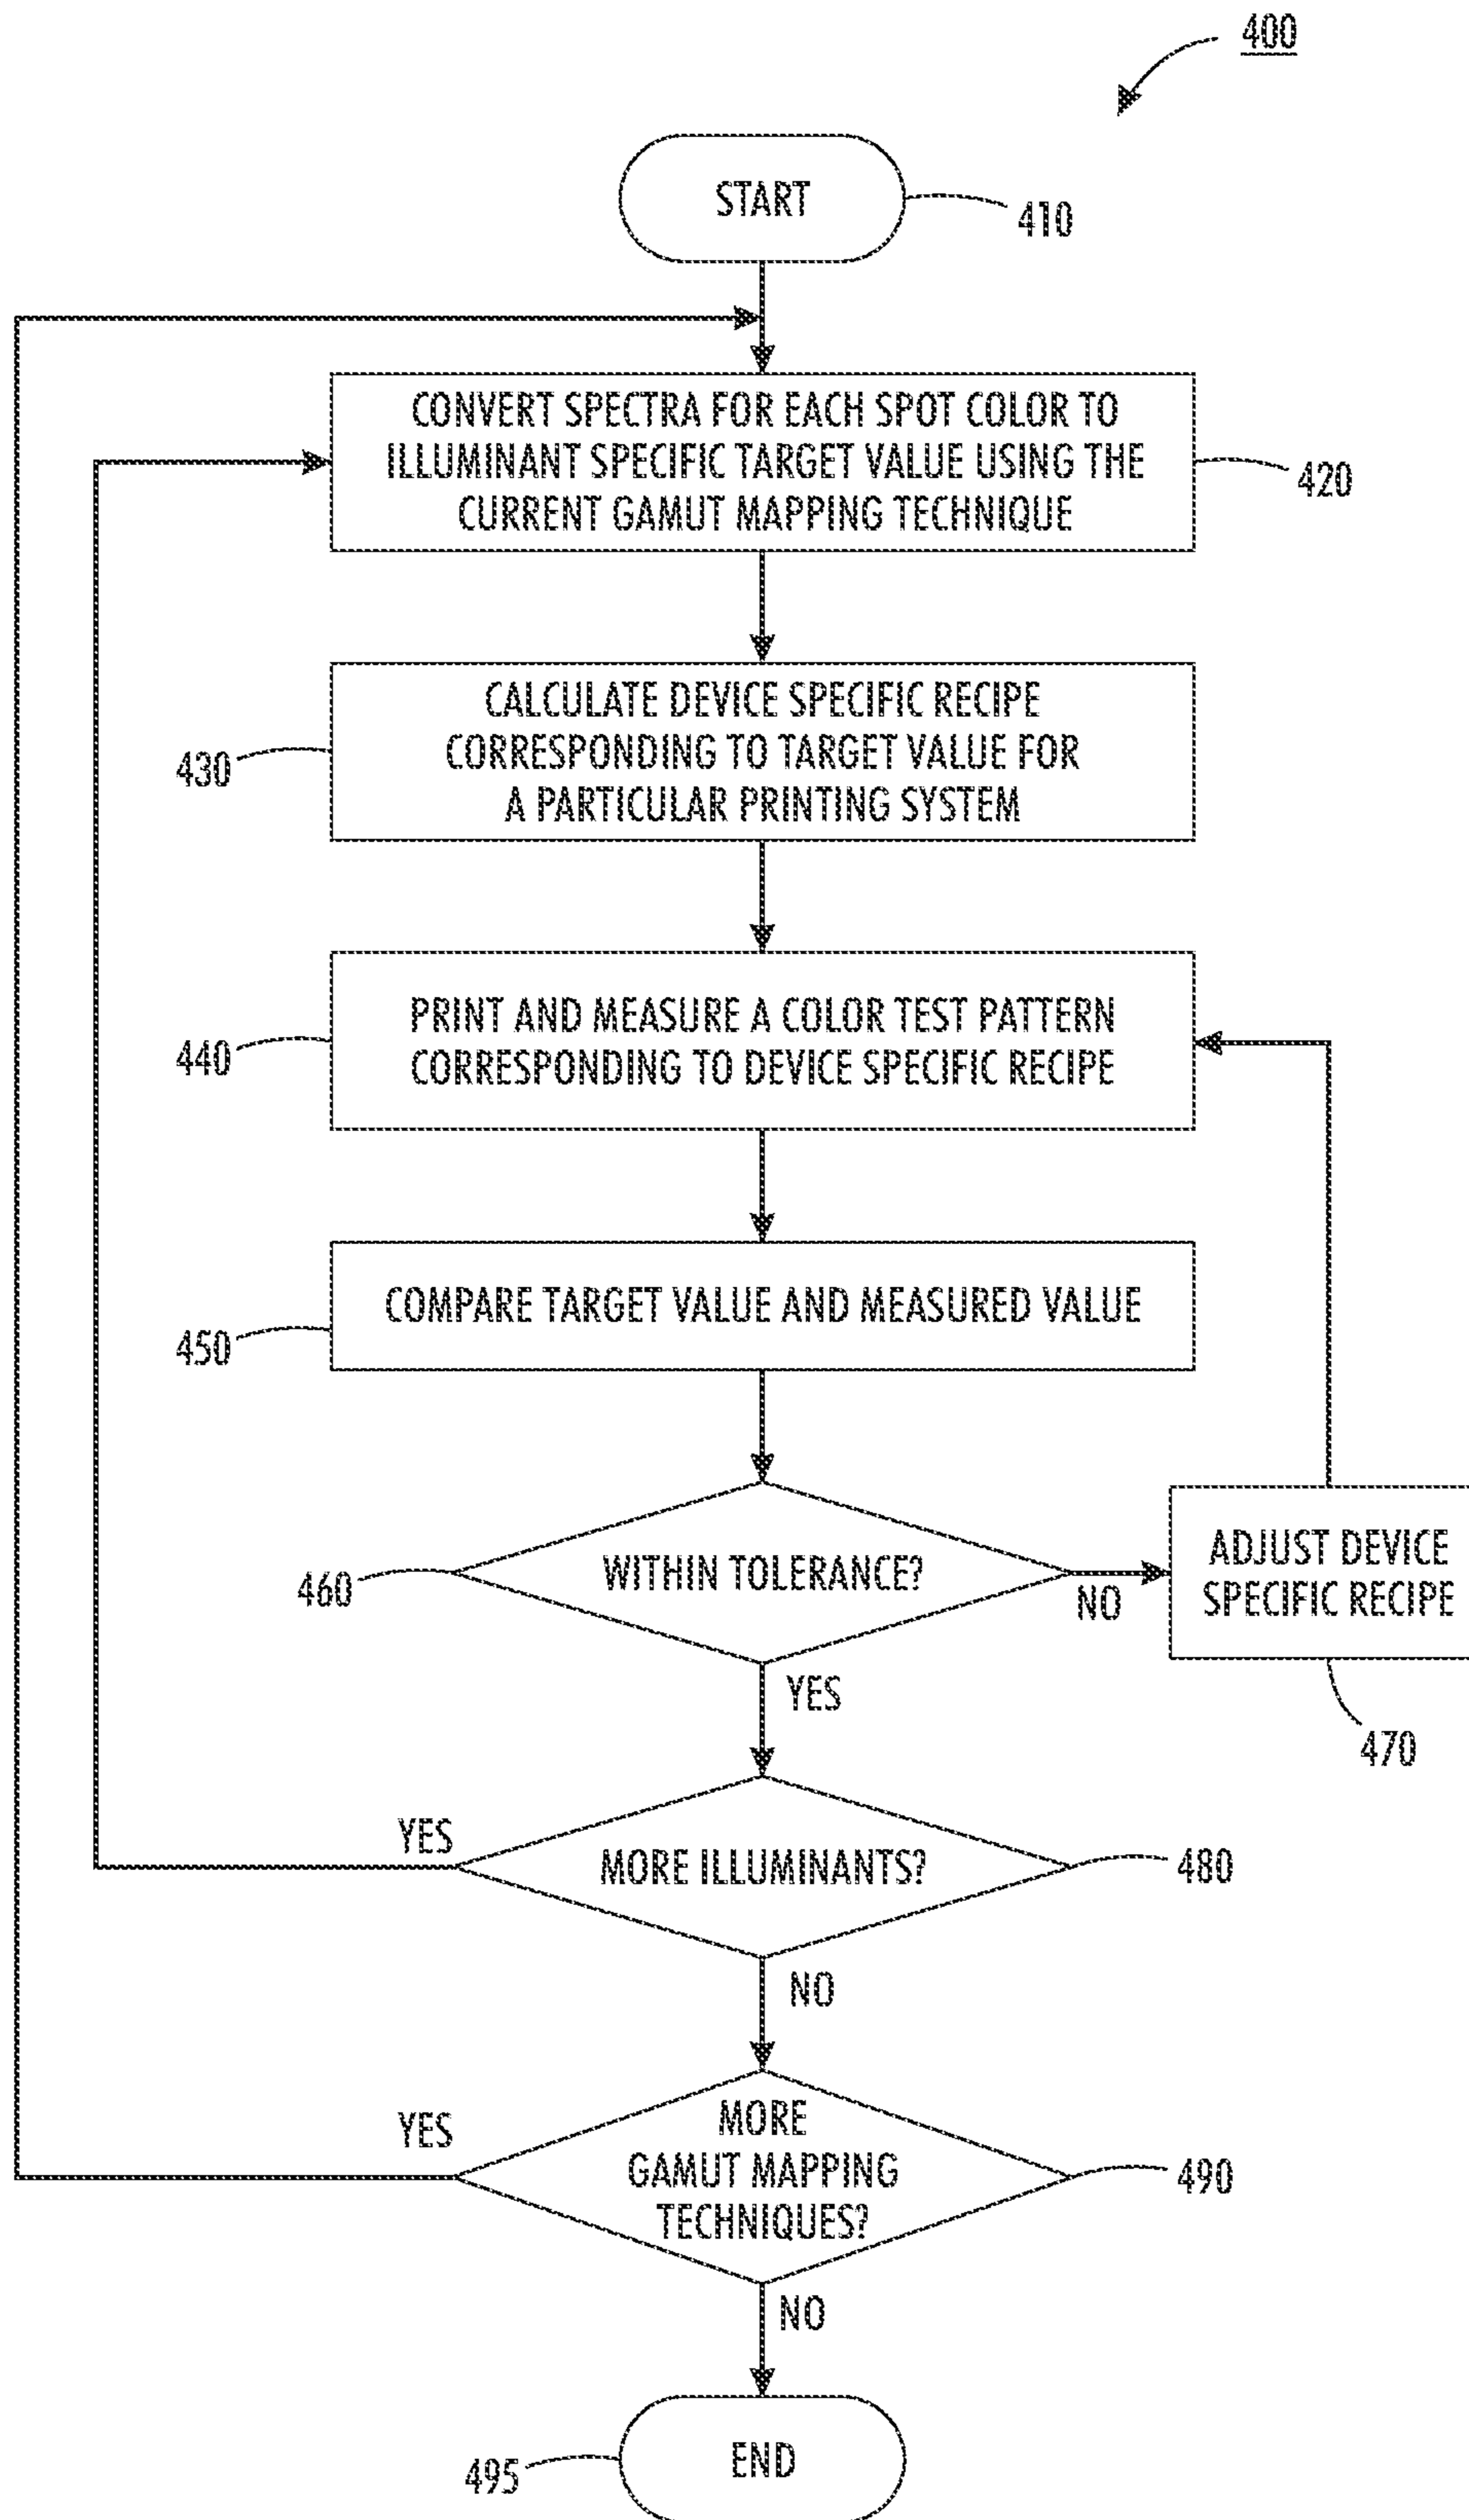 400
START
410
CONVERT SPECTRA FOR EACH SPOT COLOR TO
ILLUMINANT SPECIFIC TARGET VALUE USING THE
CURRENT GAMUT MAPPING TECHNIQUE
420
CALCULATE DEVICE SPECIFIC RECIPE
CORRESPONDING TO TARGET VALUE FOR
A PARTICULAR PRINTING SYSTEM
430
PRINT AND MEASURE A COLOR TEST PATTERN
CORRESPONDING TO DEVICE SPECIFIC RECIPE
440
COMPARE TARGET VALUE AND MEASURED VALUE
450
WITHIN TOLERANCE?
460
NO
ADJUST DEVICE
SPECIFIC RECIPE
470
YES
MORE ILLUMINANTS?
YES
480
NO
MORE
GAMUT MAPPING
TECHNIQUES?
YES
490
NO
END
495